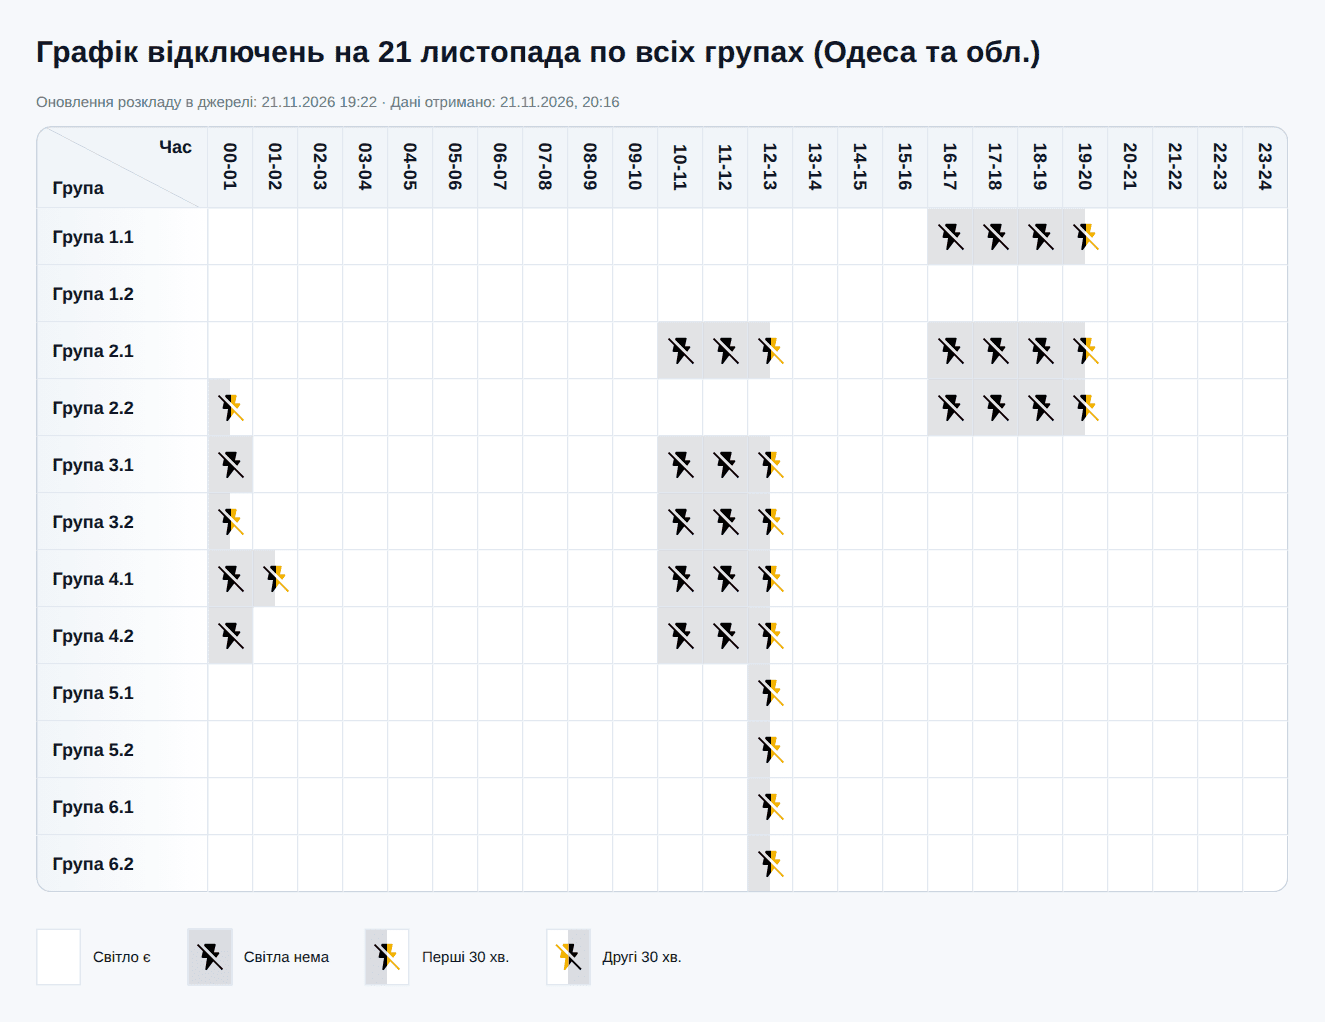 Графік відключень на 21 листопада по всіх групах (Одеса та обл.)
Оновлення розкладу в джерелі: 21.11.2026 19:22 · Дані отримано: 21.11.2026, 20:16
Час
Група
00-01 01-02 02-03 03-04 04-05 05-06 06-07 07-08 08-09 09-10 10-11 11-12 12-13 13-14 14-15 15-16 16-17 17-18 18-19 19-20 20-21 21-22 22-23 23-24
Група 1.1
Група 1.2
Група 2.1
Група 2.2
Група 3.1
Група 3.2
Група 4.1
Група 4.2
Група 5.1
Група 5.2
Група 6.1
Група 6.2
Світло є Світла нема Перші 30 хв. Другі 30 хв.